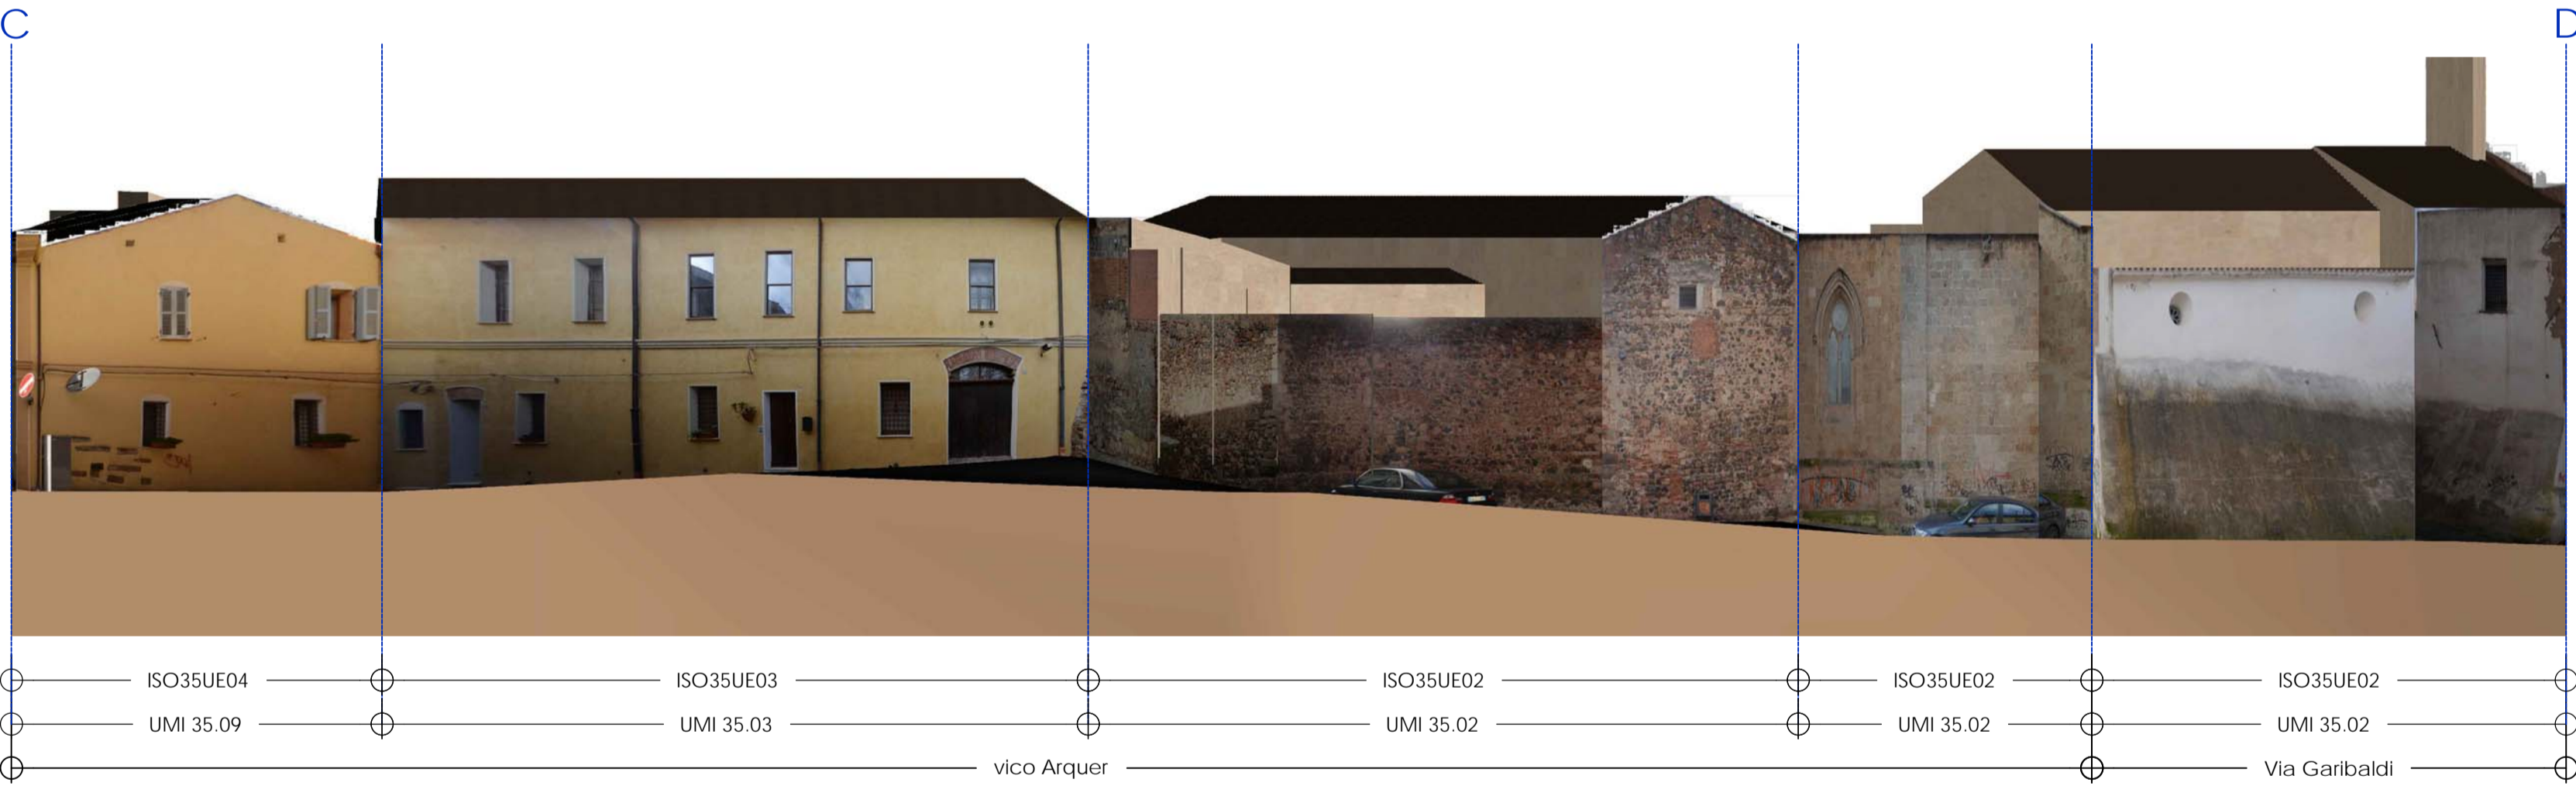 C D
ISO35UE04 ISO35UE03 ISO35UE02 ISO35UE02 ISO35UE02
UMI 35.09 UMI 35.03 UMI 35.02 UMI 35.02 UMI 35.02
vico Arquer Via Garibaldi